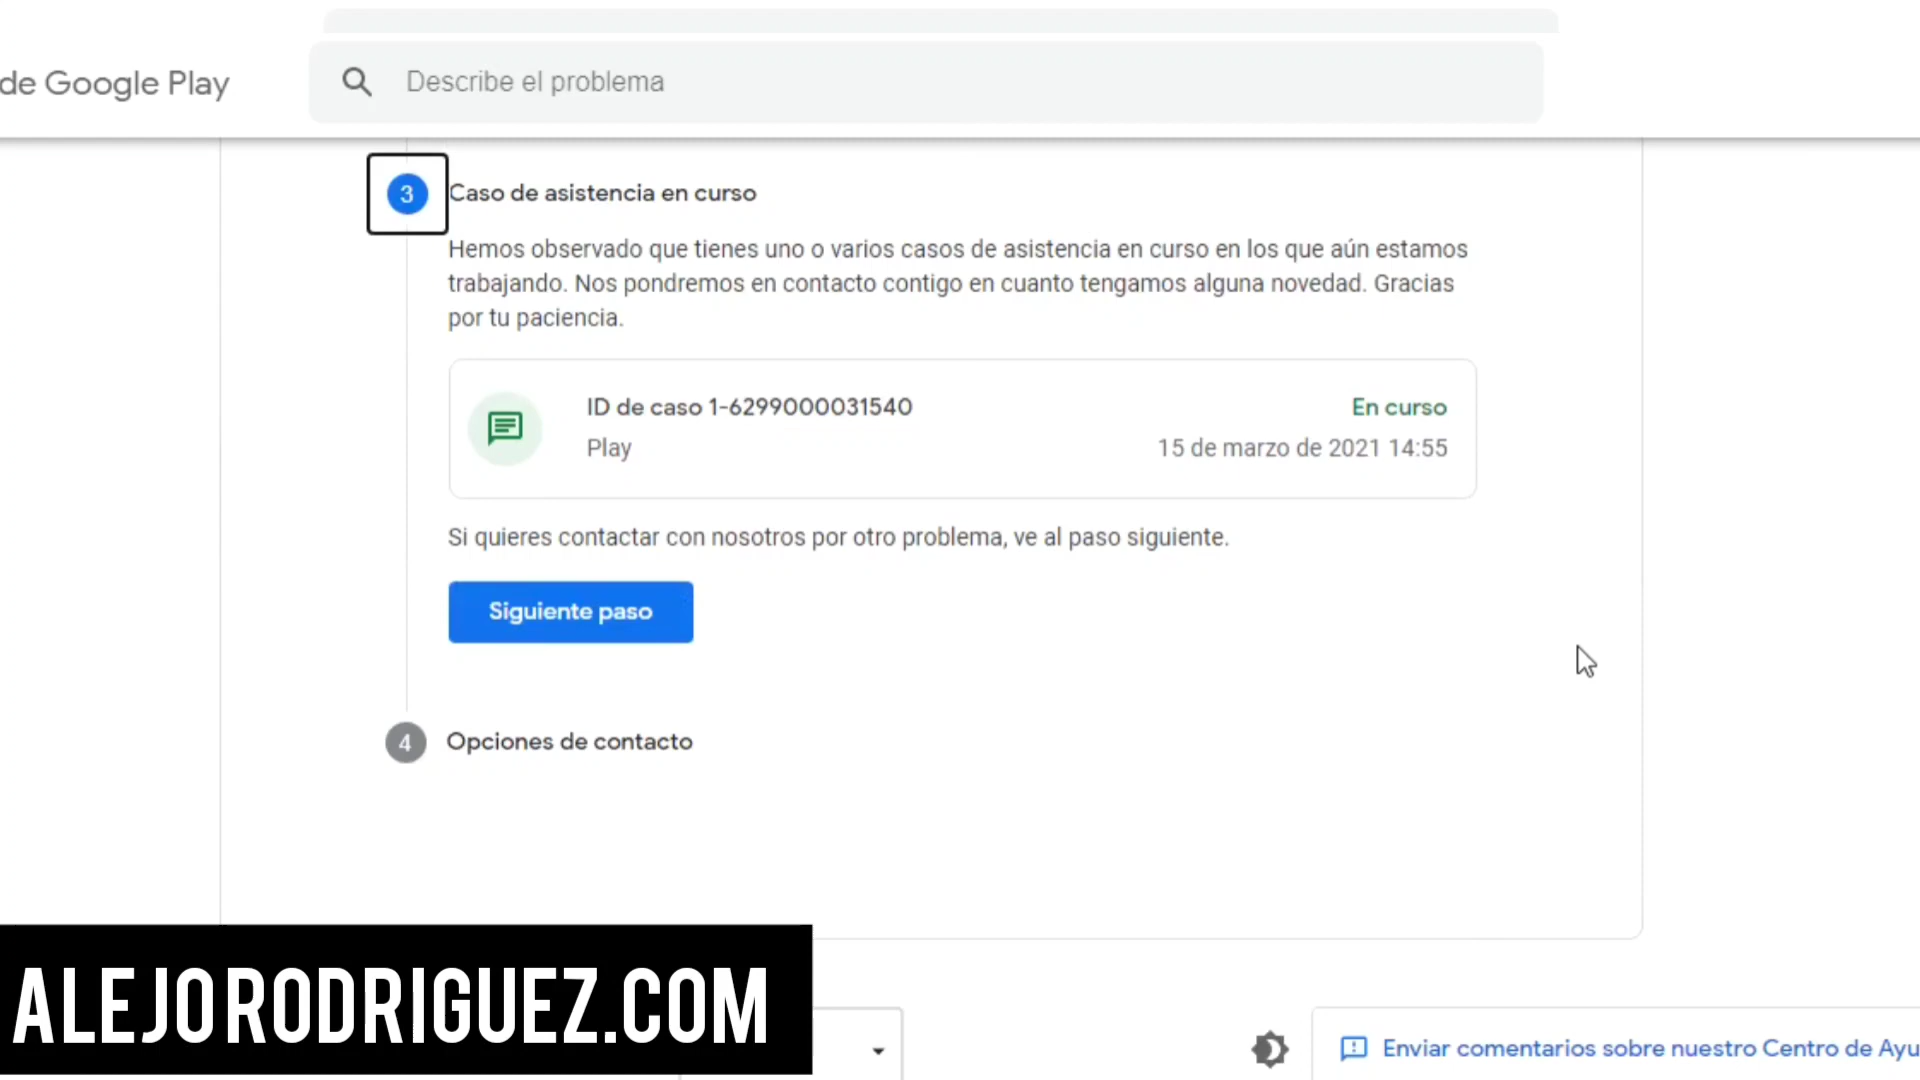 de Google Play
Describe el problema
3
Caso de asistencia en curso
Hemos observado que tienes uno o varios casos de asistencia en curso en los que aún estamos
trabajando. Nos pondremos en contacto contigo en cuanto tengamos alguna novedad. Gracias
por tu paciencia.
ID de caso 1-6299000031540
En curso
Play
15 de marzo de 2021 14:55
Si quieres contactar con nosotros por otro problema, ve al paso siguiente.
Siguiente paso
4
Opciones de contacto
ALEJORODRIGUEZ.COM
Enviar comentarios sobre nuestro Centro de Ayu